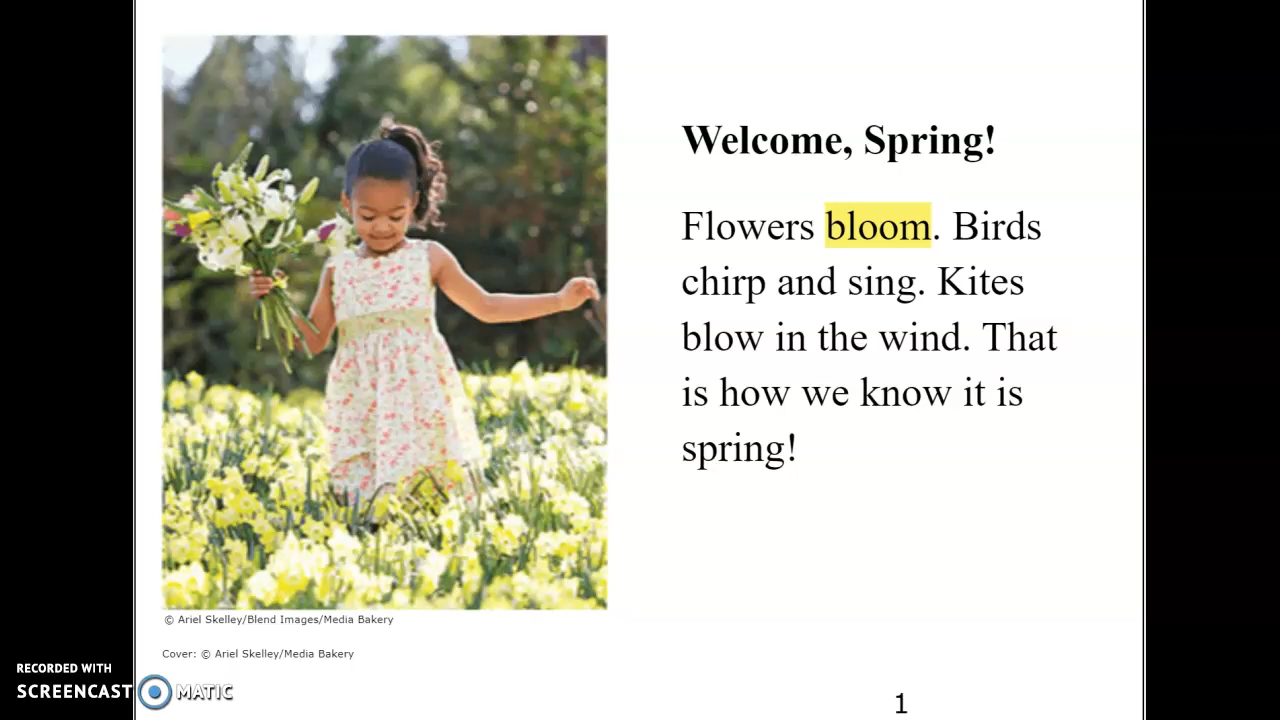 Welcome, Spring!
Flowers bloom. Birds
chirp and sing. Kites
blow in the wind. That
is how we know it is
spring!
© Ariel Skelley/Blend Images/Media Bakery
Cover: © Ariel Skelley/Media Bakery
RECORDED WITH
SCREENCAST MATIC
1